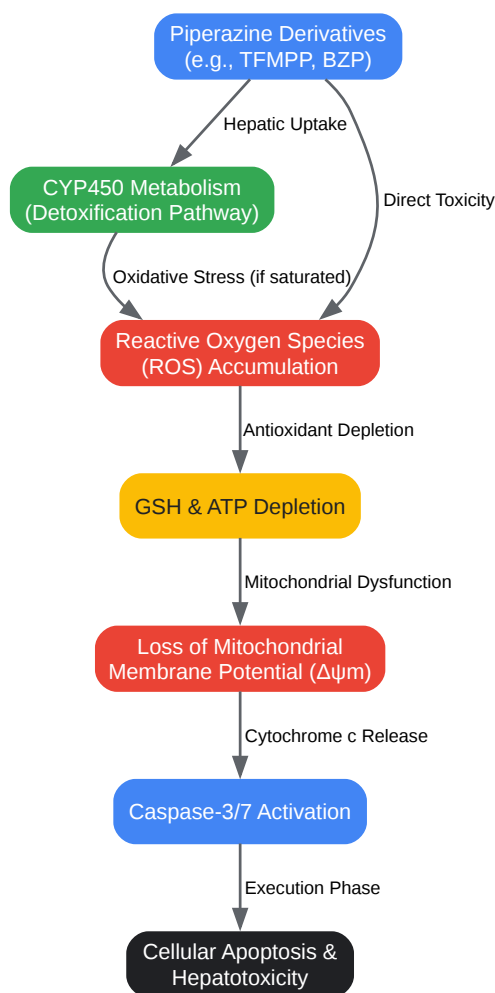 Piperazine Derivatives
(e.g., TFMPP, BZP)
Hepatic Uptake
CYP450 Metabolism
(Detoxification Pathway)
Direct Toxicity
Oxidative Stress (if saturated)
Reactive Oxygen Species
(ROS) Accumulation
Antioxidant Depletion
GSH & ATP Depletion
Mitochondrial Dysfunction
Loss of Mitochondrial
Membrane Potential (Δψm)
Cytochrome c Release
Caspase-3/7 Activation
Execution Phase
Cellular Apoptosis &
Hepatotoxicity